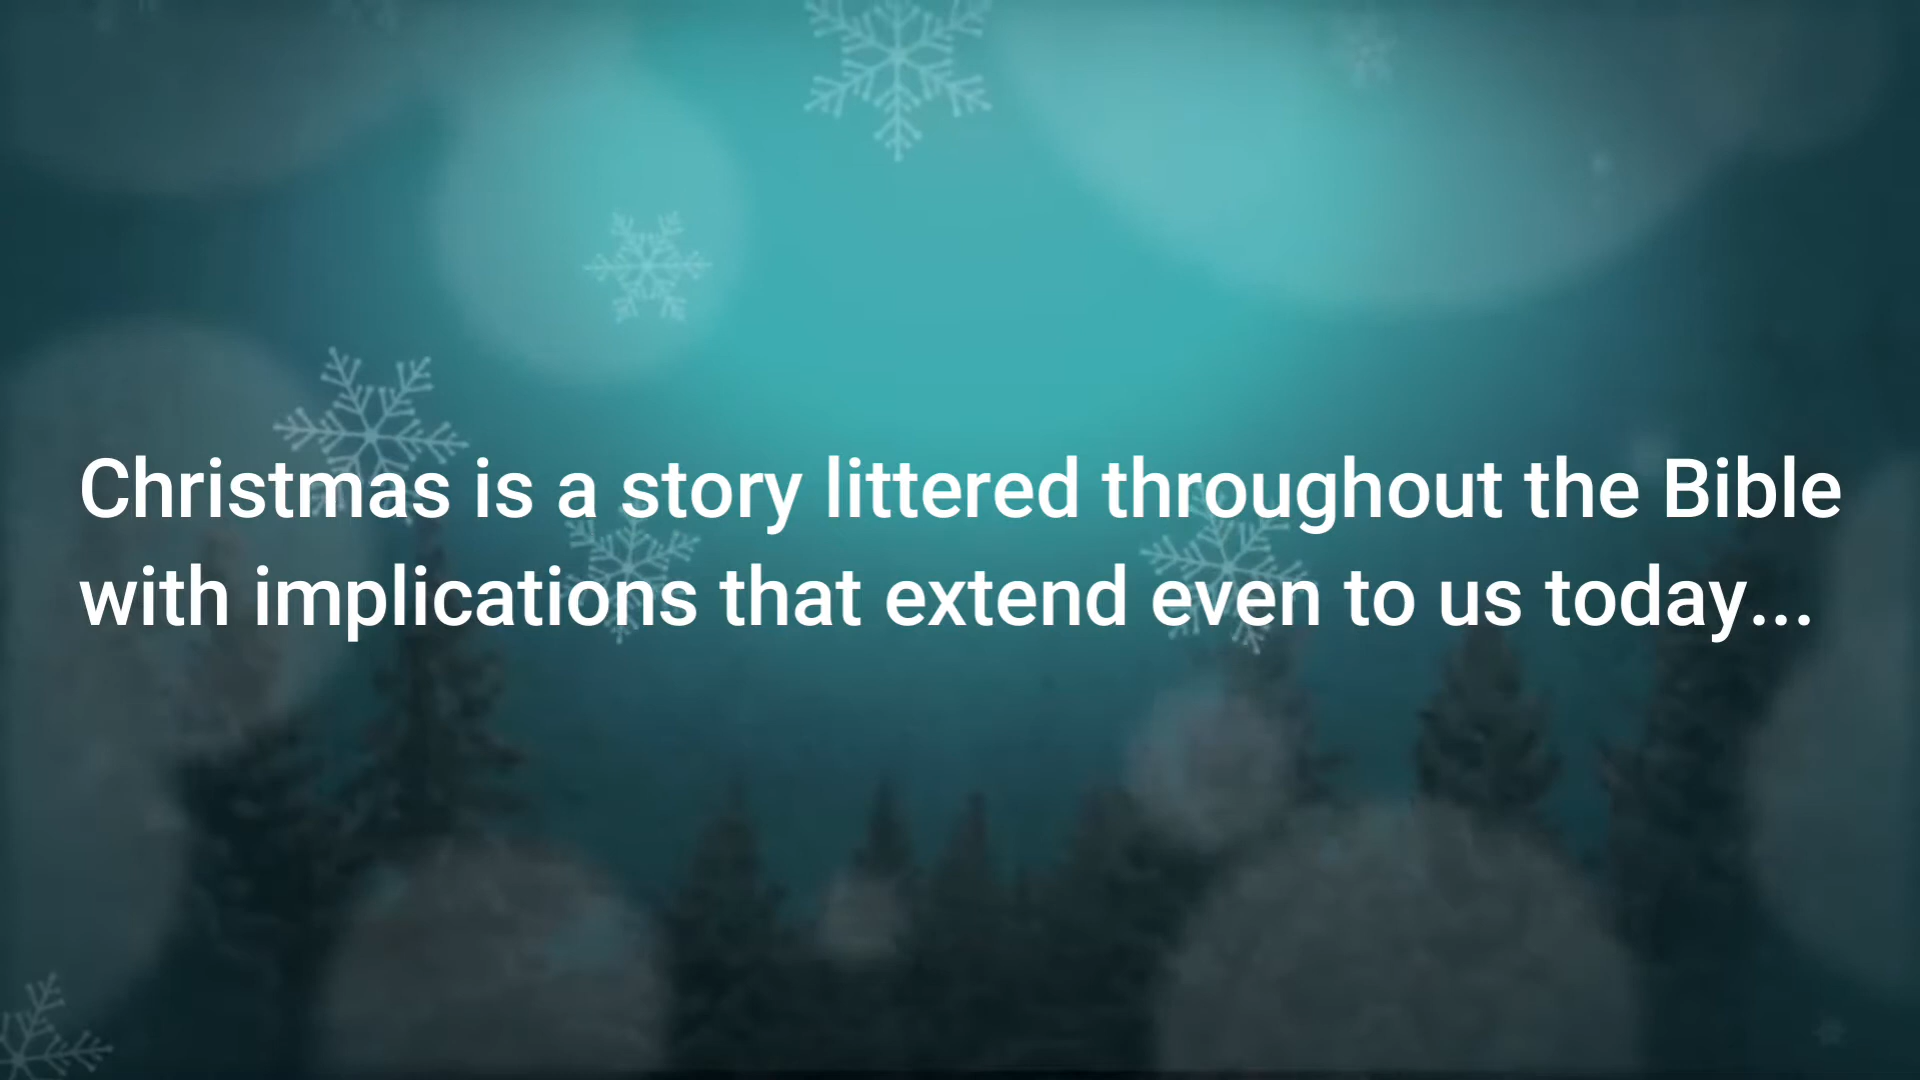 Christmas is a story littered throughout the Bible
with implications that extend even to us today...